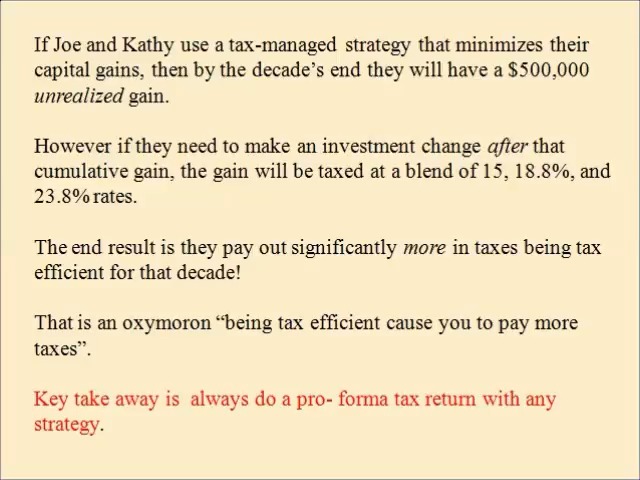 If Joe and Kathy use a tax-managed strategy that minimizes their
capital gains, then by the decade's end they will have a $500,000
unrealized gain.
However if they need to make an investment change after that
cumulative gain, the gain will be taxed at a blend of 15, 18.8%, and
23.8% rates.
The end result is they pay out significantly more in taxes being tax
efficient for that decade!
That is an oxymoron “being tax efficient cause you to pay more
taxes”.
Key take away is always do a pro- forma tax return with any
strategy.